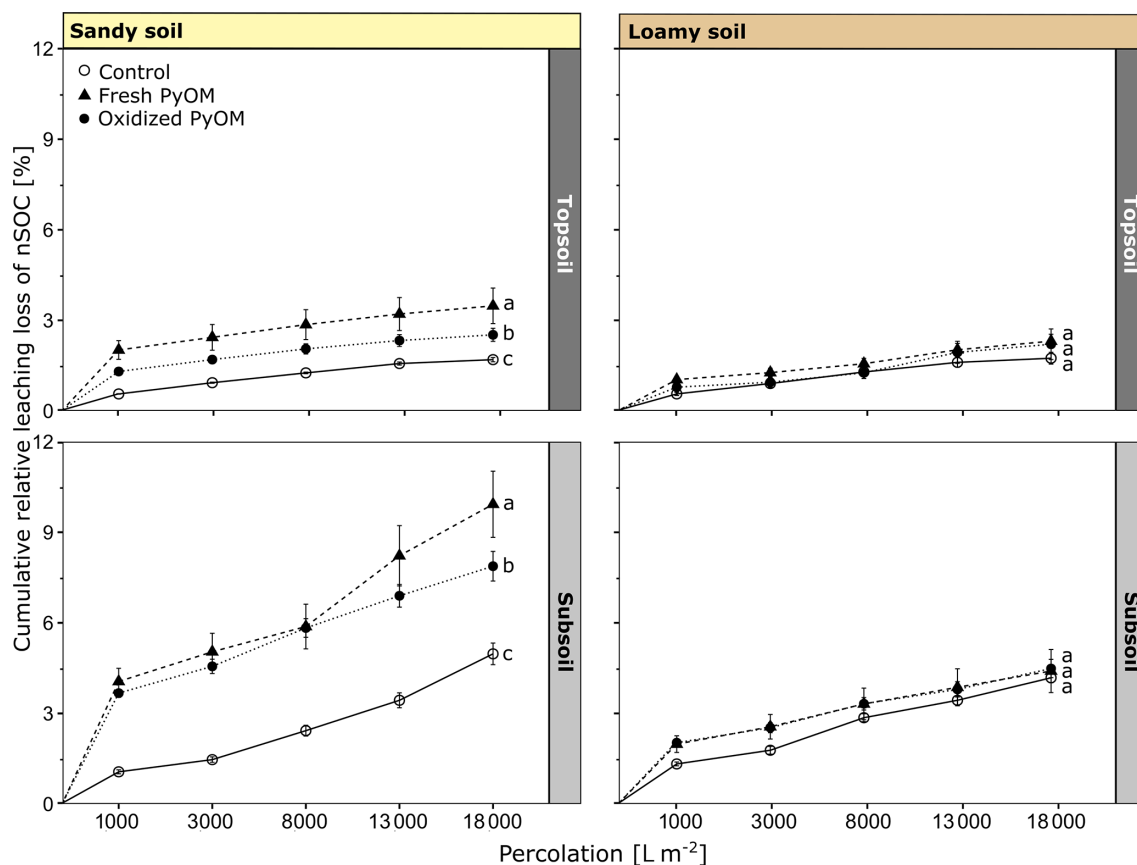 Sandy soil
Loamy soil
12
9
6
3
0
Control
Fresh PyOM
Oxidized PyOM
a
b
c
Topsoil
a
a
a
Topsoil
Cumulative relative leaching loss of nSOC [%]
12
9
6
3
0
a
b
c
Subsoil
a
a
a
Subsoil
1000 3000 8000 13000 18000
1000 3000 8000 13000 18000
Percolation [L m⁻²]